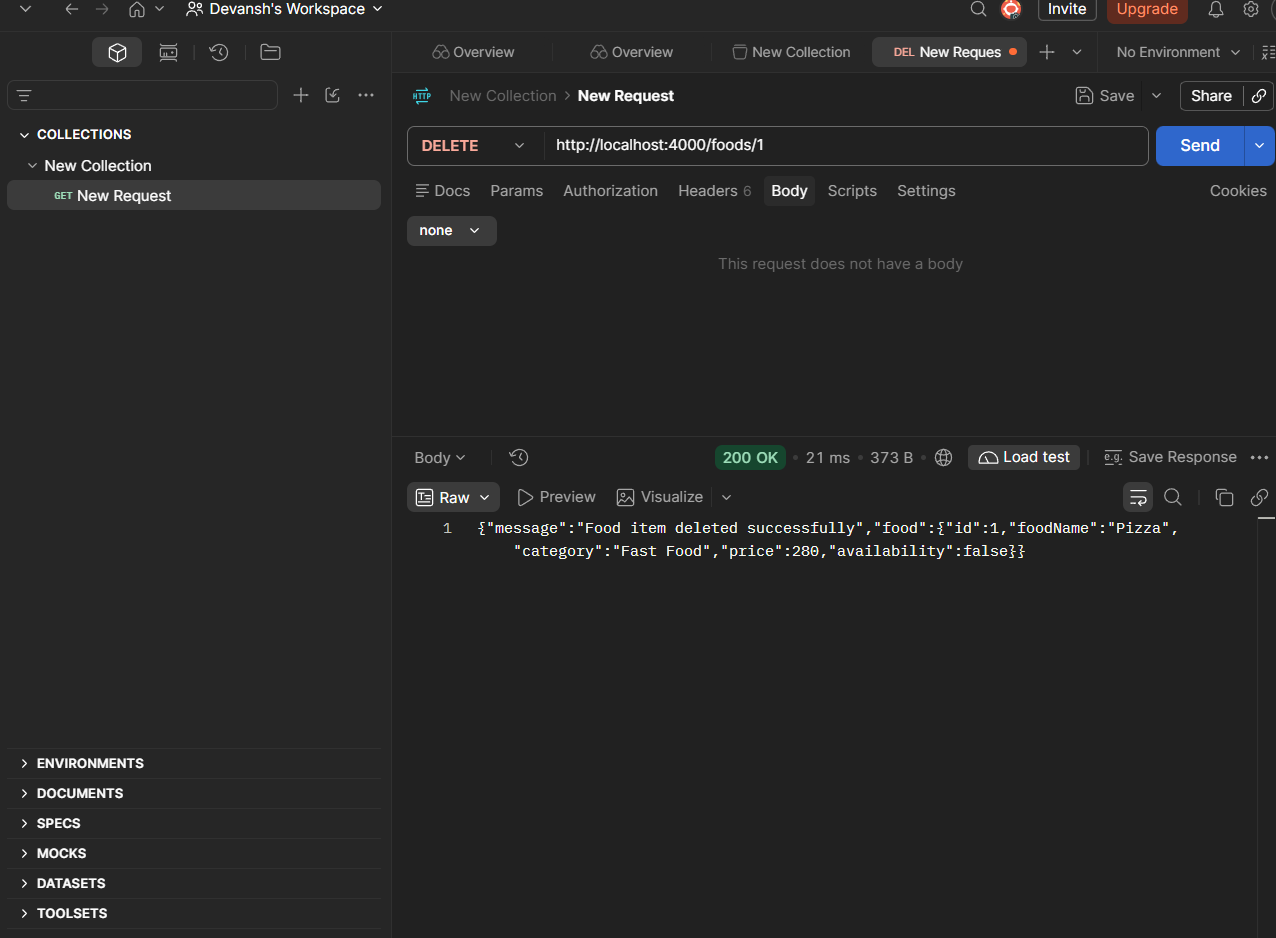 Devansh's Workspace
Invite
Upgrade
Overview
Overview
New Collection
DEL New Reques
No Environment
HTTP New Collection > New Request
Save
Share
COLLECTIONS
New Collection
GET New Request
DELETE
http://localhost:4000/foods/1
Send
Docs
Params
Authorization
Headers 6
Body
Scripts
Settings
Cookies
none
This request does not have a body
Body
200 OK • 21 ms • 373 B
Load test
e.g. Save Response
Raw
Preview
Visualize
1 {"message":"Food item deleted successfully","food":{"id":1,"foodName":"Pizza",
"category":"Fast Food","price":280,"availability":false}}
ENVIRONMENTS
DOCUMENTS
SPECS
MOCKS
DATASETS
TOOLSETS